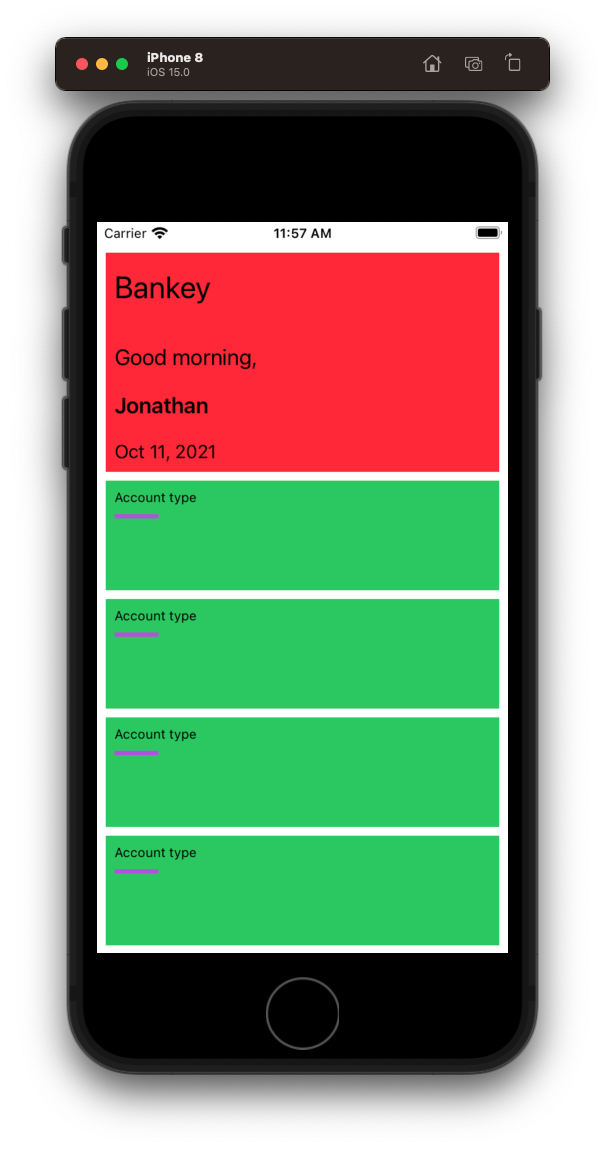 iPhone 8
iOS 15.0
Carrier 11:57 AM
Bankey
Good morning,
Jonathan
Oct 11, 2021
Account type
Account type
Account type
Account type